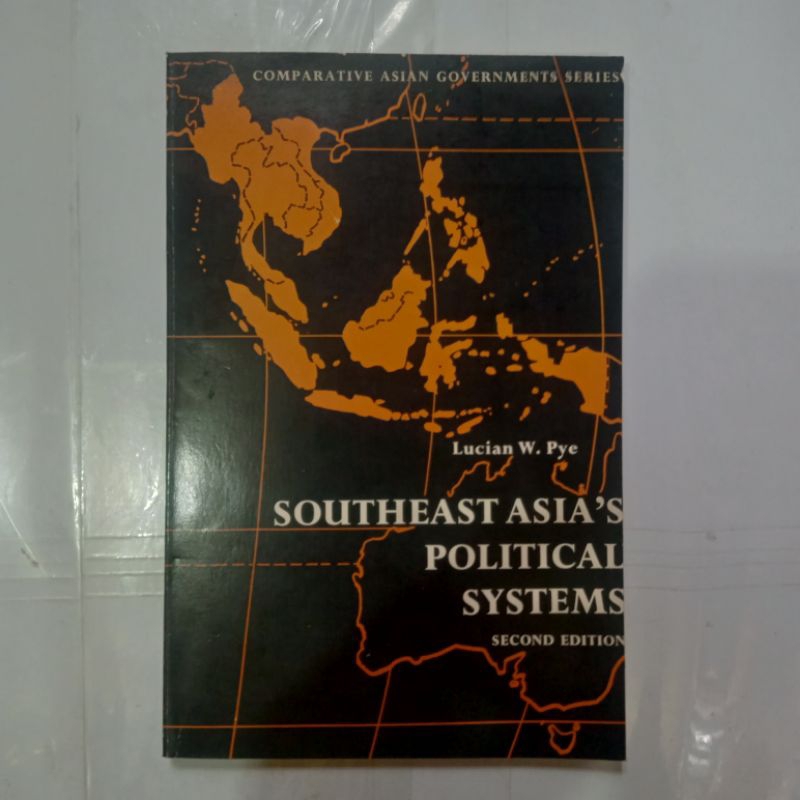 COMPARATIVE ASIAN GOVERNMENTS SERIES
Lucian W. Pye
SOUTHEAST ASIA'S
POLITICAL
SYSTEMS
SECOND EDITION